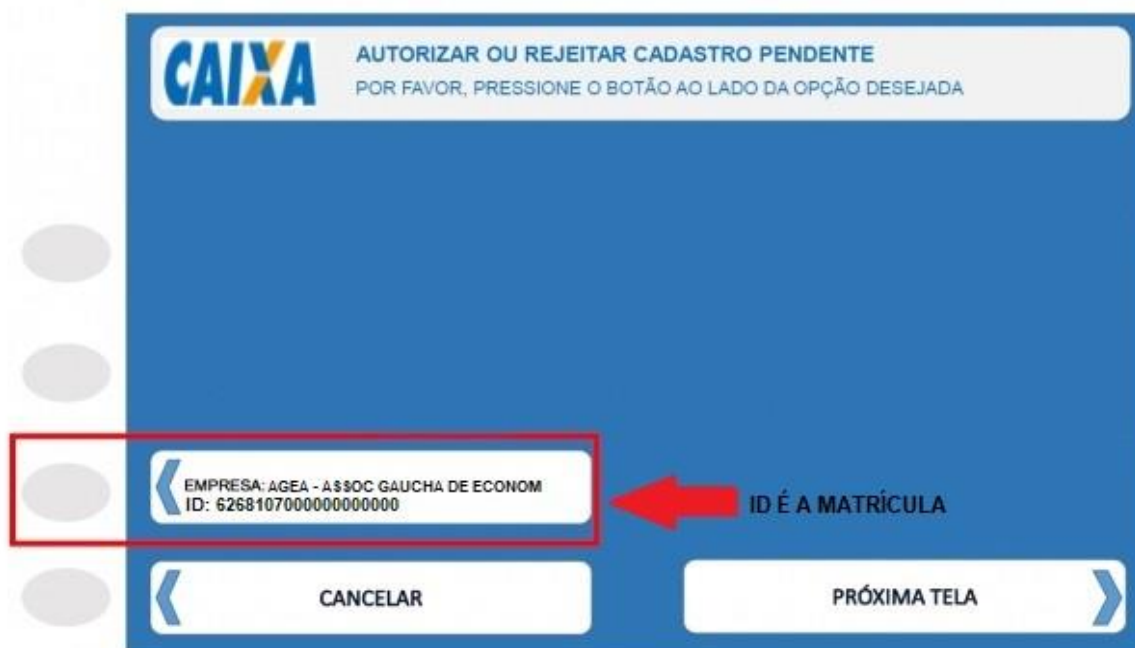 CAIXA
AUTORIZAR OU REJEITAR CADASTRO PENDENTE
POR FAVOR, PRESSIONE O BOTÃO AO LADO DA OPÇÃO DESEJADA
EMPRESA: AGEA - ASSOC GAUCHA DE ECONOM
ID: 6268107000000000000
ID É A MATRÍCULA
CANCELAR
PRÓXIMA TELA